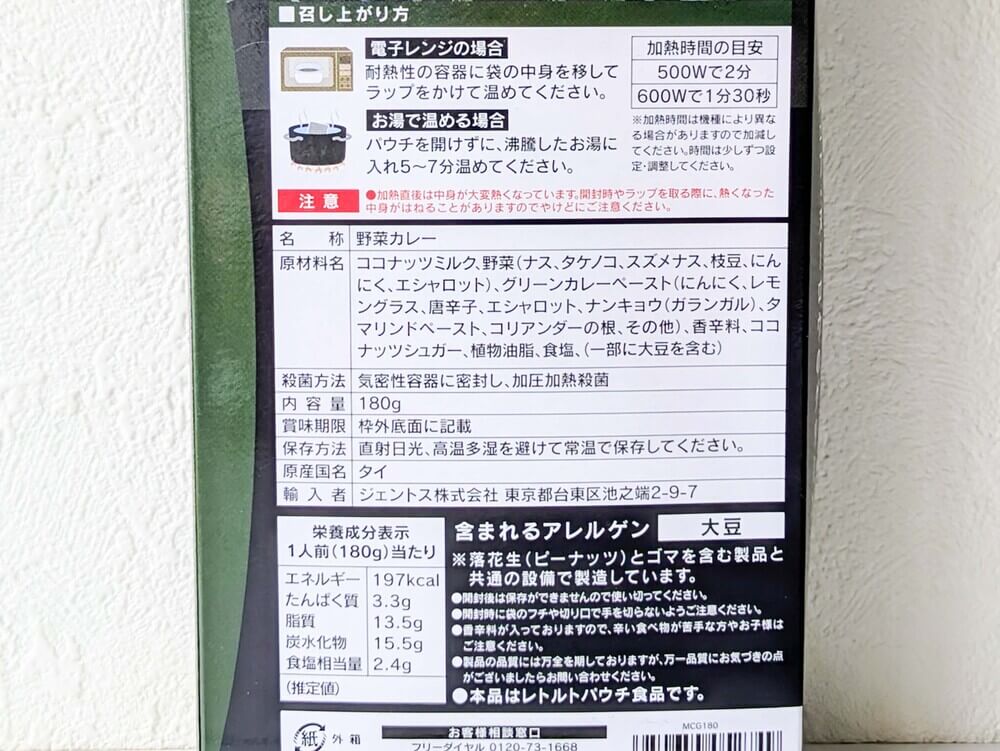 ■召し上がり方
電子レンジの場合
耐熱性の容器に袋の中身を移して
ラップをかけて温めてください。
加熱時間の目安
500Wで2分
600Wで1分30秒
お湯で温める場合
パウチを開けずに、沸騰したお湯に
入れ5〜7分温めてください。
※加熱時間は機種により異な
る場合がありますので加減し
てください。時間は少しずつ設
定・調整してください。
注意
●加熱直後は中身が大変熱くなっています。開封時やラップを取る際に、熱くなった
中身がはねることがありますのでやけどにご注意ください。
名称 野菜カレー
原材料名 ココナッツミルク、野菜(ナス、タケノコ、スズメナス、枝豆、にん
にく、エシャロット)、グリーンカレーペースト(にんにく、レモ
ングラス、唐辛子、エシャロット、ナンキョウ(ガランガル)、タ
マリンドペースト、コリアンダーの根、その他)、香辛料、ココ
ナッツシュガー、植物油脂、食塩、(一部に大豆を含む)
殺菌方法 気密性容器に密封し、加圧加熱殺菌
内容量 180g
賞味期限 枠外底面に記載
保存方法 直射日光、高温多湿を避けて常温で保存してください。
原産国名 タイ
輸入者 ジェントス株式会社 東京都台東区池之端2-9-7
栄養成分表示
1人前(180g)当たり
エネルギー 197kcal
たんぱく質 3.3g
脂質 13.5g
炭水化物 15.5g
食塩相当量 2.4g
(推定値)
含まれるアレルゲン 大豆
※落花生(ピーナッツ)とゴマを含む製品と
共通の設備で製造しています。
●開封後は保存ができませんので使い切ってください。
●開封時に袋のフチや切り口で手を切らないようご注意ください。
●香辛料が入っておりますので、辛い食べ物が苦手な方やお子様は
ご注意ください。
●製品の品質には万全を期しておりますが、万一品質にお気づきの点
がございましたらお問い合わせください。
●本品はレトルトパウチ食品です。
紙 外箱
お客様相談窓口
フリーダイヤル 0120-73-1668
MCG180